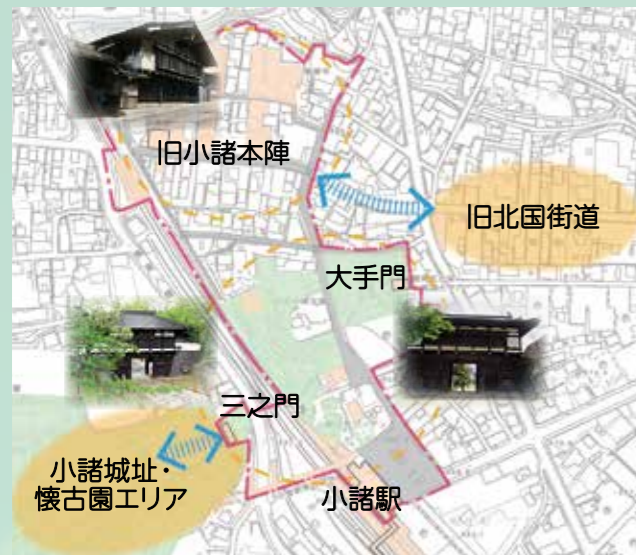 旧小諸本陣
旧北国街道
大手門
三之門
小諸城址・
懐古園エリア
小諸駅